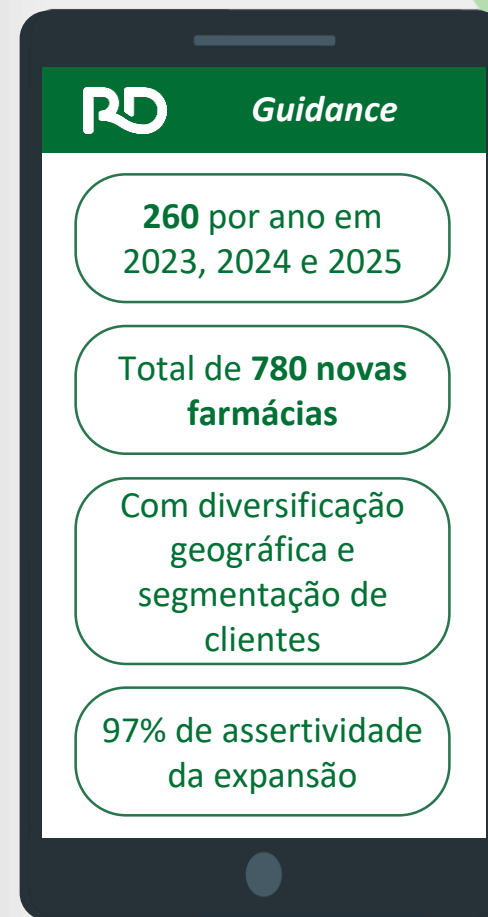 RD
Guidance
260 por ano em
2023, 2024 e 2025
Total de 780 novas
farmácias
Com diversificação
geográfica e
segmentação de
clientes
97% de assertividade
da expansão